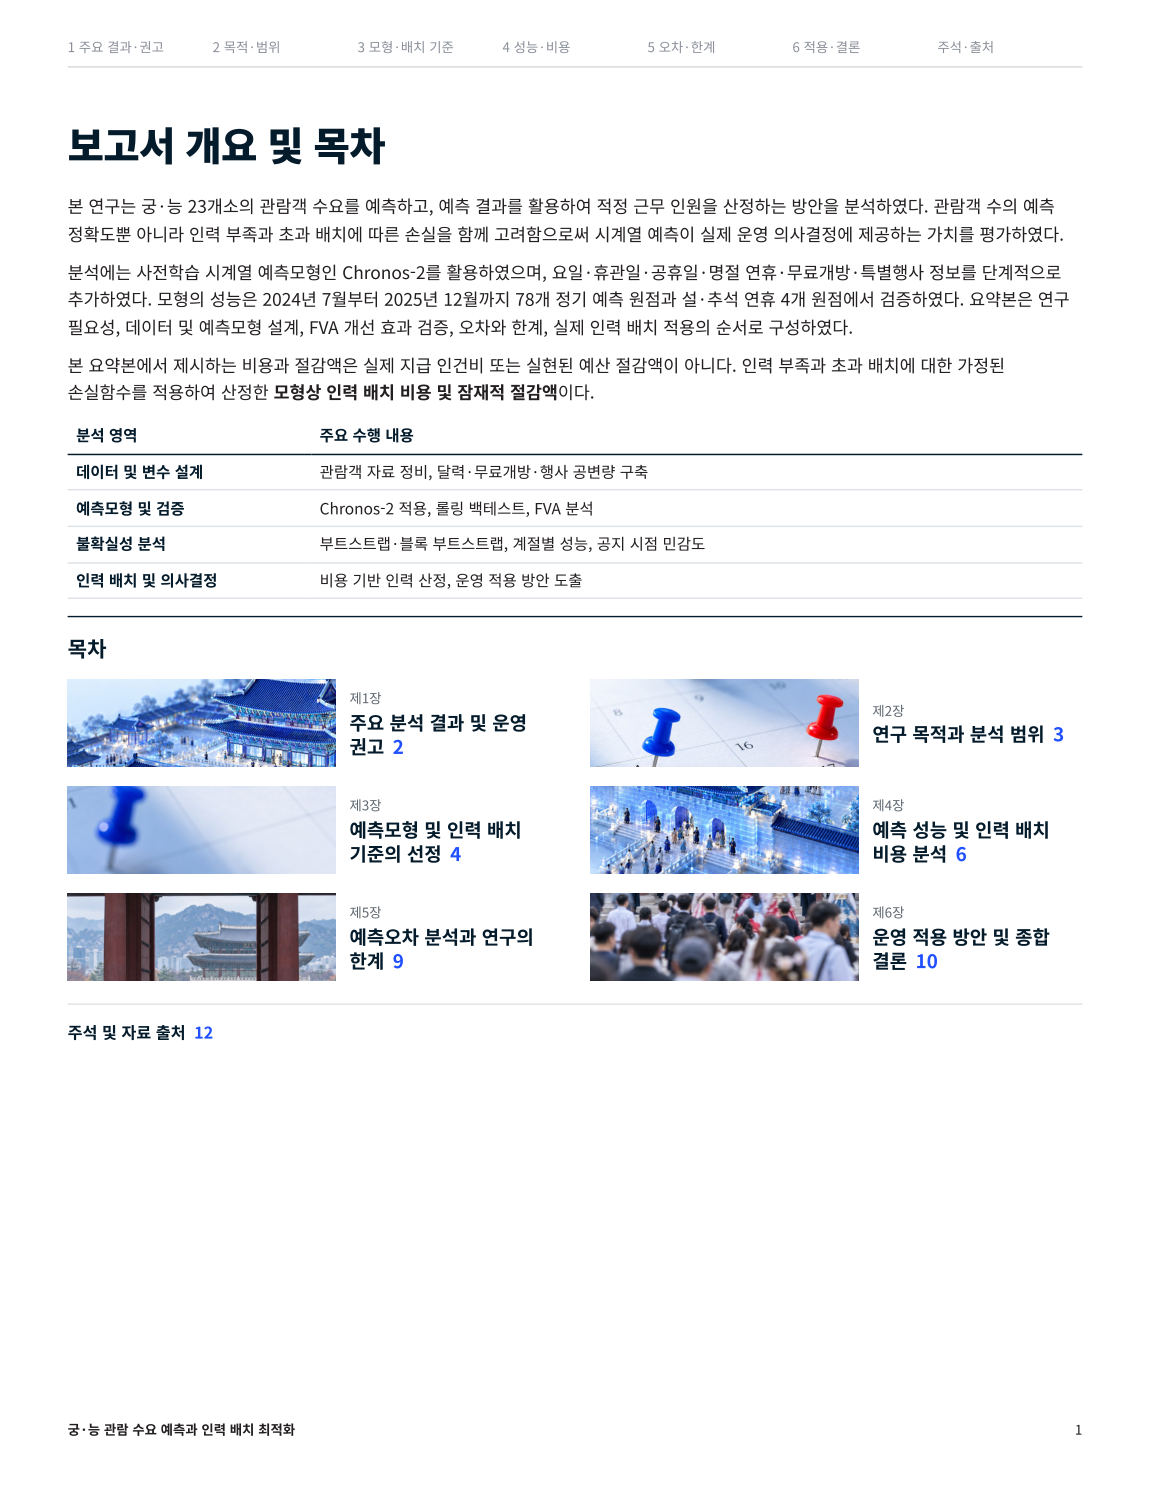 1 주요 결과·권고 2 목적·범위 3 모형·배치 기준 4 성능·비용 5 오차·한계 6 적용·결론 주석·출처
보고서 개요 및 목차
본 연구는 궁·능 23개소의 관람객 수요를 예측하고, 예측 결과를 활용하여 적정 근무 인원을 산정하는 방안을 분석하였다. 관람객 수의 예측
정확도뿐 아니라 인력 부족과 초과 배치에 따른 손실을 함께 고려함으로써 시계열 예측이 실제 운영 의사결정에 제공하는 가치를 평가하였다.
분석에는 사전학습 시계열 예측모형인 Chronos-2를 활용하였으며, 요일·휴관일·공휴일·명절 연휴·무료개방·특별행사 정보를 단계적으로
추가하였다. 모형의 성능은 2024년 7월부터 2025년 12월까지 78개 정기 예측 원점과 설·추석 연휴 4개 원점에서 검증하였다. 요약본은 연구
필요성, 데이터 및 예측모형 설계, FVA 개선 효과 검증, 오차와 한계, 실제 인력 배치 적용의 순서로 구성하였다.
본 요약본에서 제시하는 비용과 절감액은 실제 지급 인건비 또는 실현된 예산 절감액이 아니다. 인력 부족과 초과 배치에 대한 가정된
손실함수를 적용하여 산정한 모형상 인력 배치 비용 및 잠재적 절감액이다.
분석 영역 주요 수행 내용
데이터 및 변수 설계 관람객 자료 정비, 달력·무료개방·행사 공변량 구축
예측모형 및 검증 Chronos-2 적용, 롤링 백테스트, FVA 분석
불확실성 분석 부트스트랩·블록 부트스트랩, 계절별 성능, 공지 시점 민감도
인력 배치 및 의사결정 비용 기반 인력 산정, 운영 적용 방안 도출
목차
제1장
주요 분석 결과 및 운영
권고 2
8 9 10
16
17
제2장
연구 목적과 분석 범위 3
제3장
예측모형 및 인력 배치
기준의 선정 4
제4장
예측 성능 및 인력 배치
비용 분석 6
제5장
예측오차 분석과 연구의
한계 9
제6장
운영 적용 방안 및 종합
결론 10
주석 및 자료 출처 12
궁·능 관람 수요 예측과 인력 배치 최적화 1